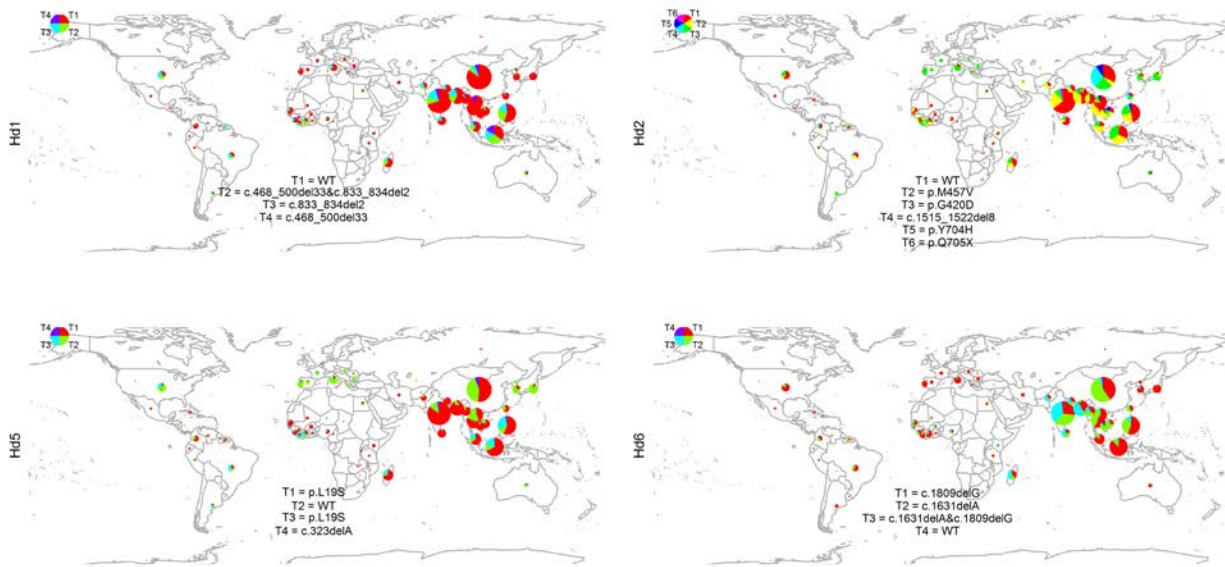 Hd1
T4 T1
T3 T2
T1 = WT
T2 = c.468_500del33&c.833_834del2
T3 = c.833_834del2
T4 = c.468_500del33
Hd2
T6 T1
T5 T2
T4 T3
T1 = WT
T2 = p.M457V
T3 = p.G420D
T4 = c.1515_1522del8
T5 = p.Y704H
T6 = p.Q705X
Hd5
T4 T1
T3 T2
T1 = p.L19S
T2 = WT
T3 = p.L19S
T4 = c.323delA
Hd6
T4 T1
T3 T2
T1 = c.1809delG
T2 = c.1631delA
T3 = c.1631delA&c.1809delG
T4 = WT